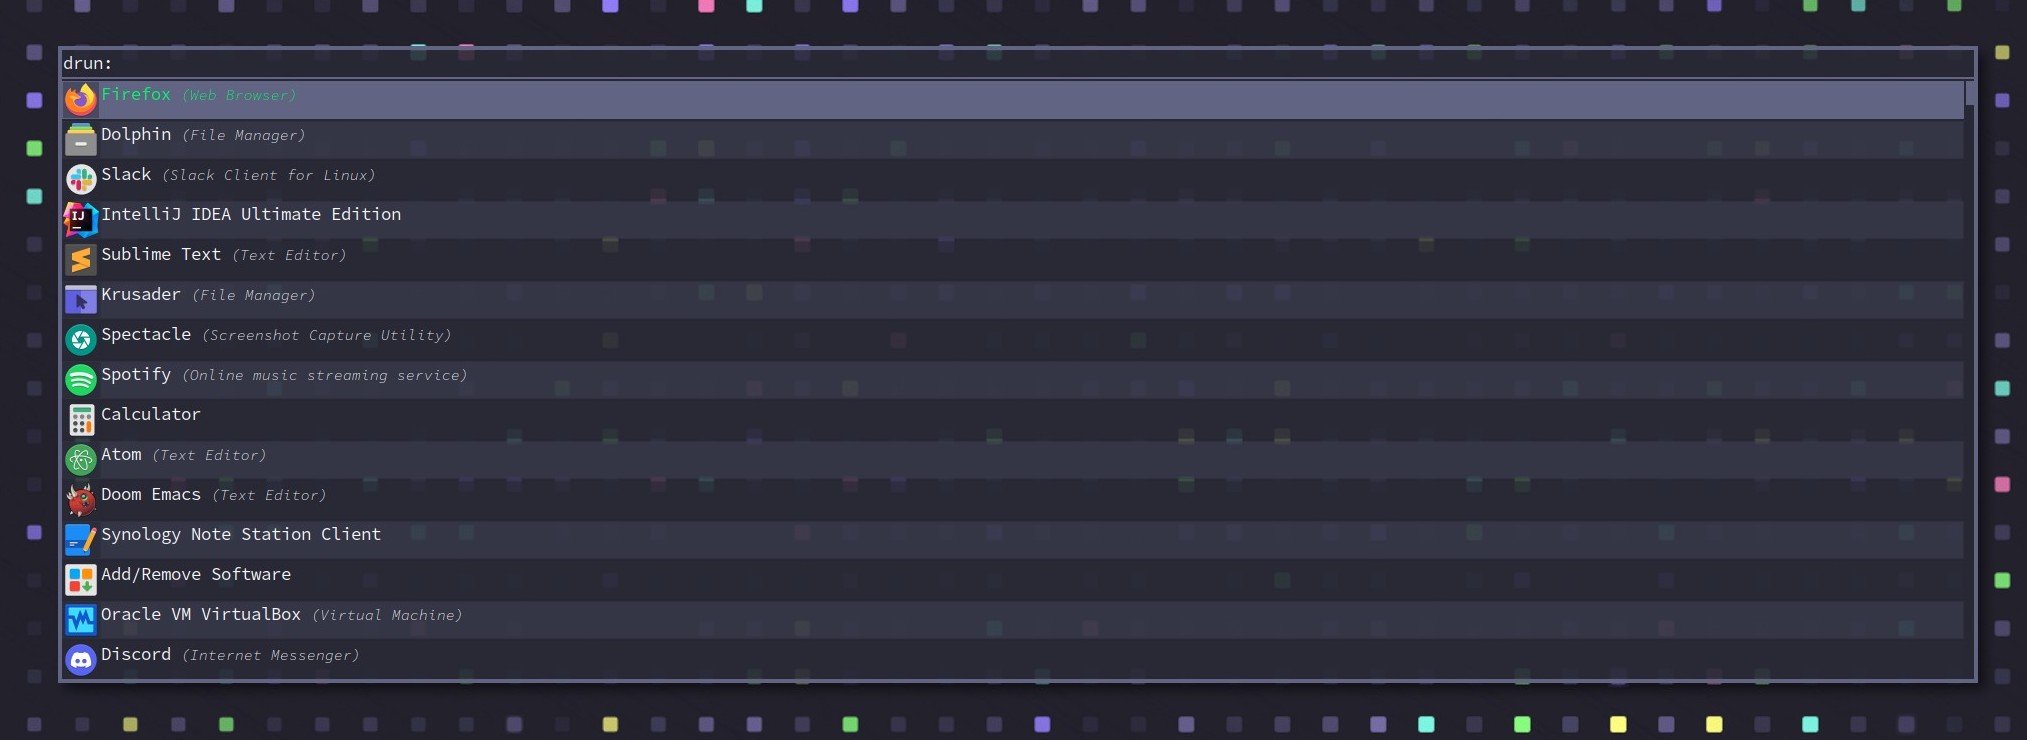 drun:
Firefox (Web Browser)
Dolphin (File Manager)
Slack (Slack Client for Linux)
IntelliJ IDEA Ultimate Edition
Sublime Text (Text Editor)
Krusader (File Manager)
Spectacle (Screenshot Capture Utility)
Spotify (Online music streaming service)
Calculator
Atom (Text Editor)
Doom Emacs (Text Editor)
Synology Note Station Client
Add/Remove Software
Oracle VM VirtualBox (Virtual Machine)
Discord (Internet Messenger)